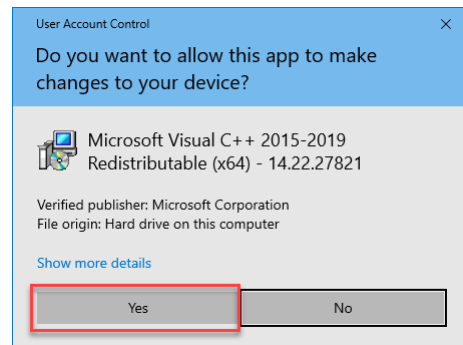 User Account Control
Do you want to allow this app to make
changes to your device?
Microsoft Visual C++ 2015-2019
Redistributable (x64) - 14.22.27821
Verified publisher: Microsoft Corporation
File origin: Hard drive on this computer
Show more details
Yes No